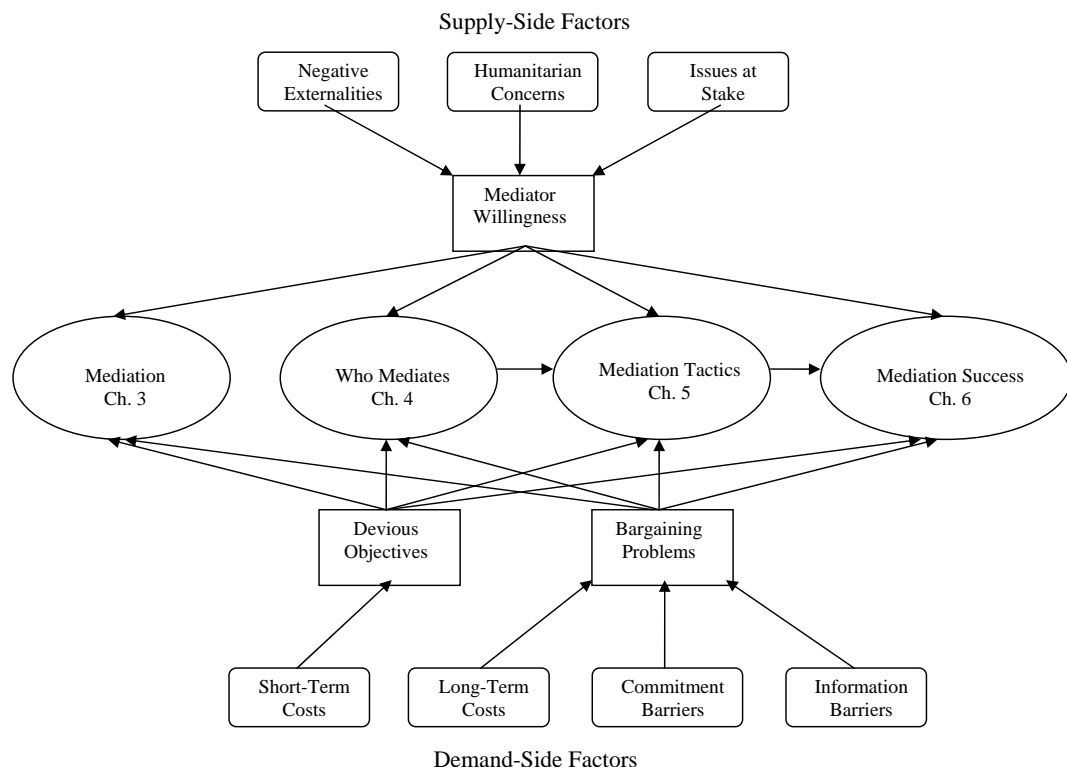 Supply-Side Factors
Negative
Externalities
Humanitarian
Concerns
Issues at
Stake
Mediator
Willingness
Mediation
Ch. 3
Who Mediates
Ch. 4
Mediation Tactics
Ch. 5
Mediation Success
Ch. 6
Devious
Objectives
Bargaining
Problems
Short-Term
Costs
Long-Term
Costs
Commitment
Barriers
Information
Barriers
Demand-Side Factors